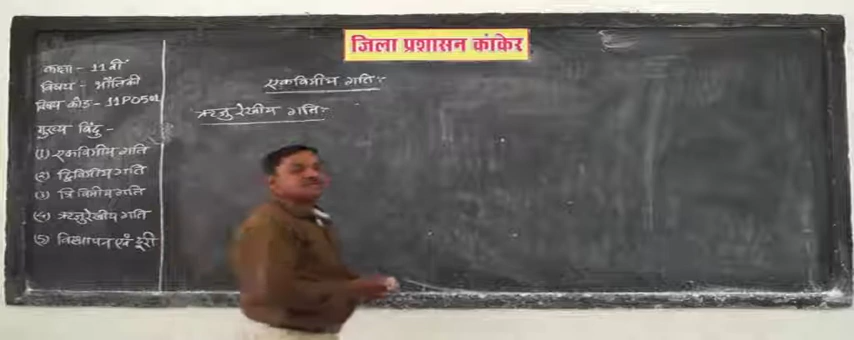 जिला प्रशासन कांकेर
कक्षा - 11 वीं
विषय - भौतिकी
विषय कोड - 11PO502
मुख्य बिंदु -
(1) एकविमीय गति
(2) द्विविमीय गति
(3) त्रिविमीय गति
(4) ऋजुरेखीय गति
(5) विस्थापन एवं दूरी
एकविमीय गति:-
ऋजु रेखीय गति:-